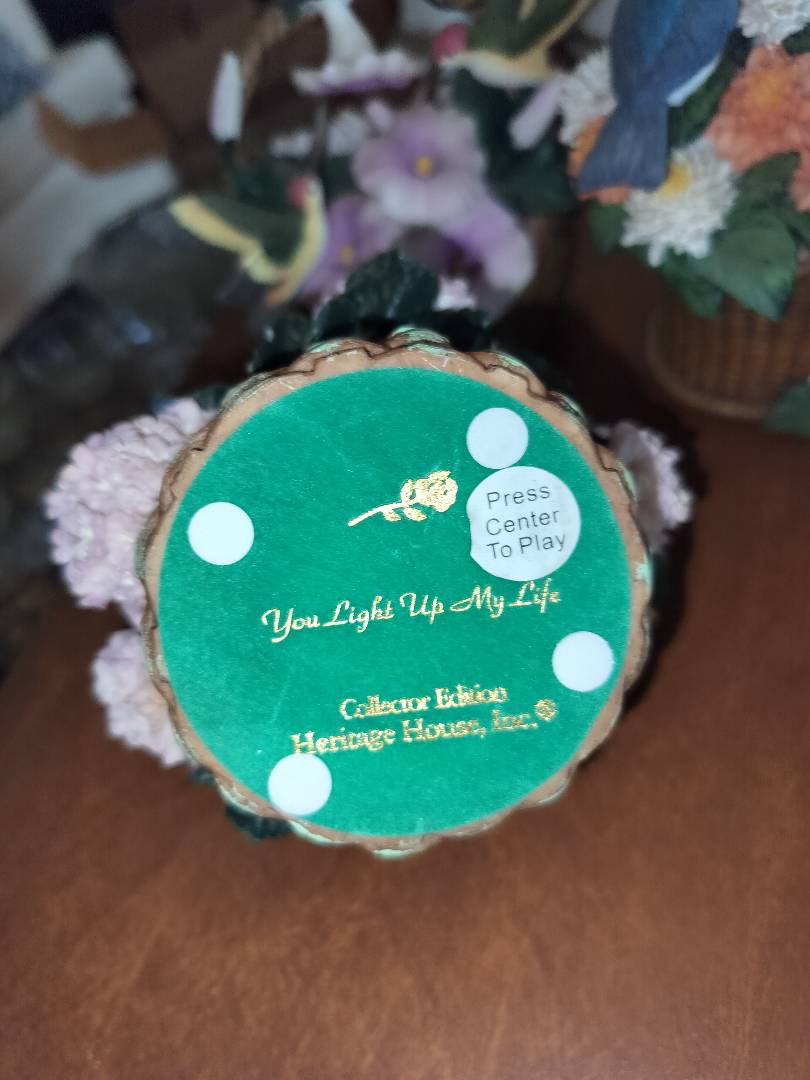 Press
Center
To Play
You Light Up My Life
Collector Edition
Heritage House, Inc.®